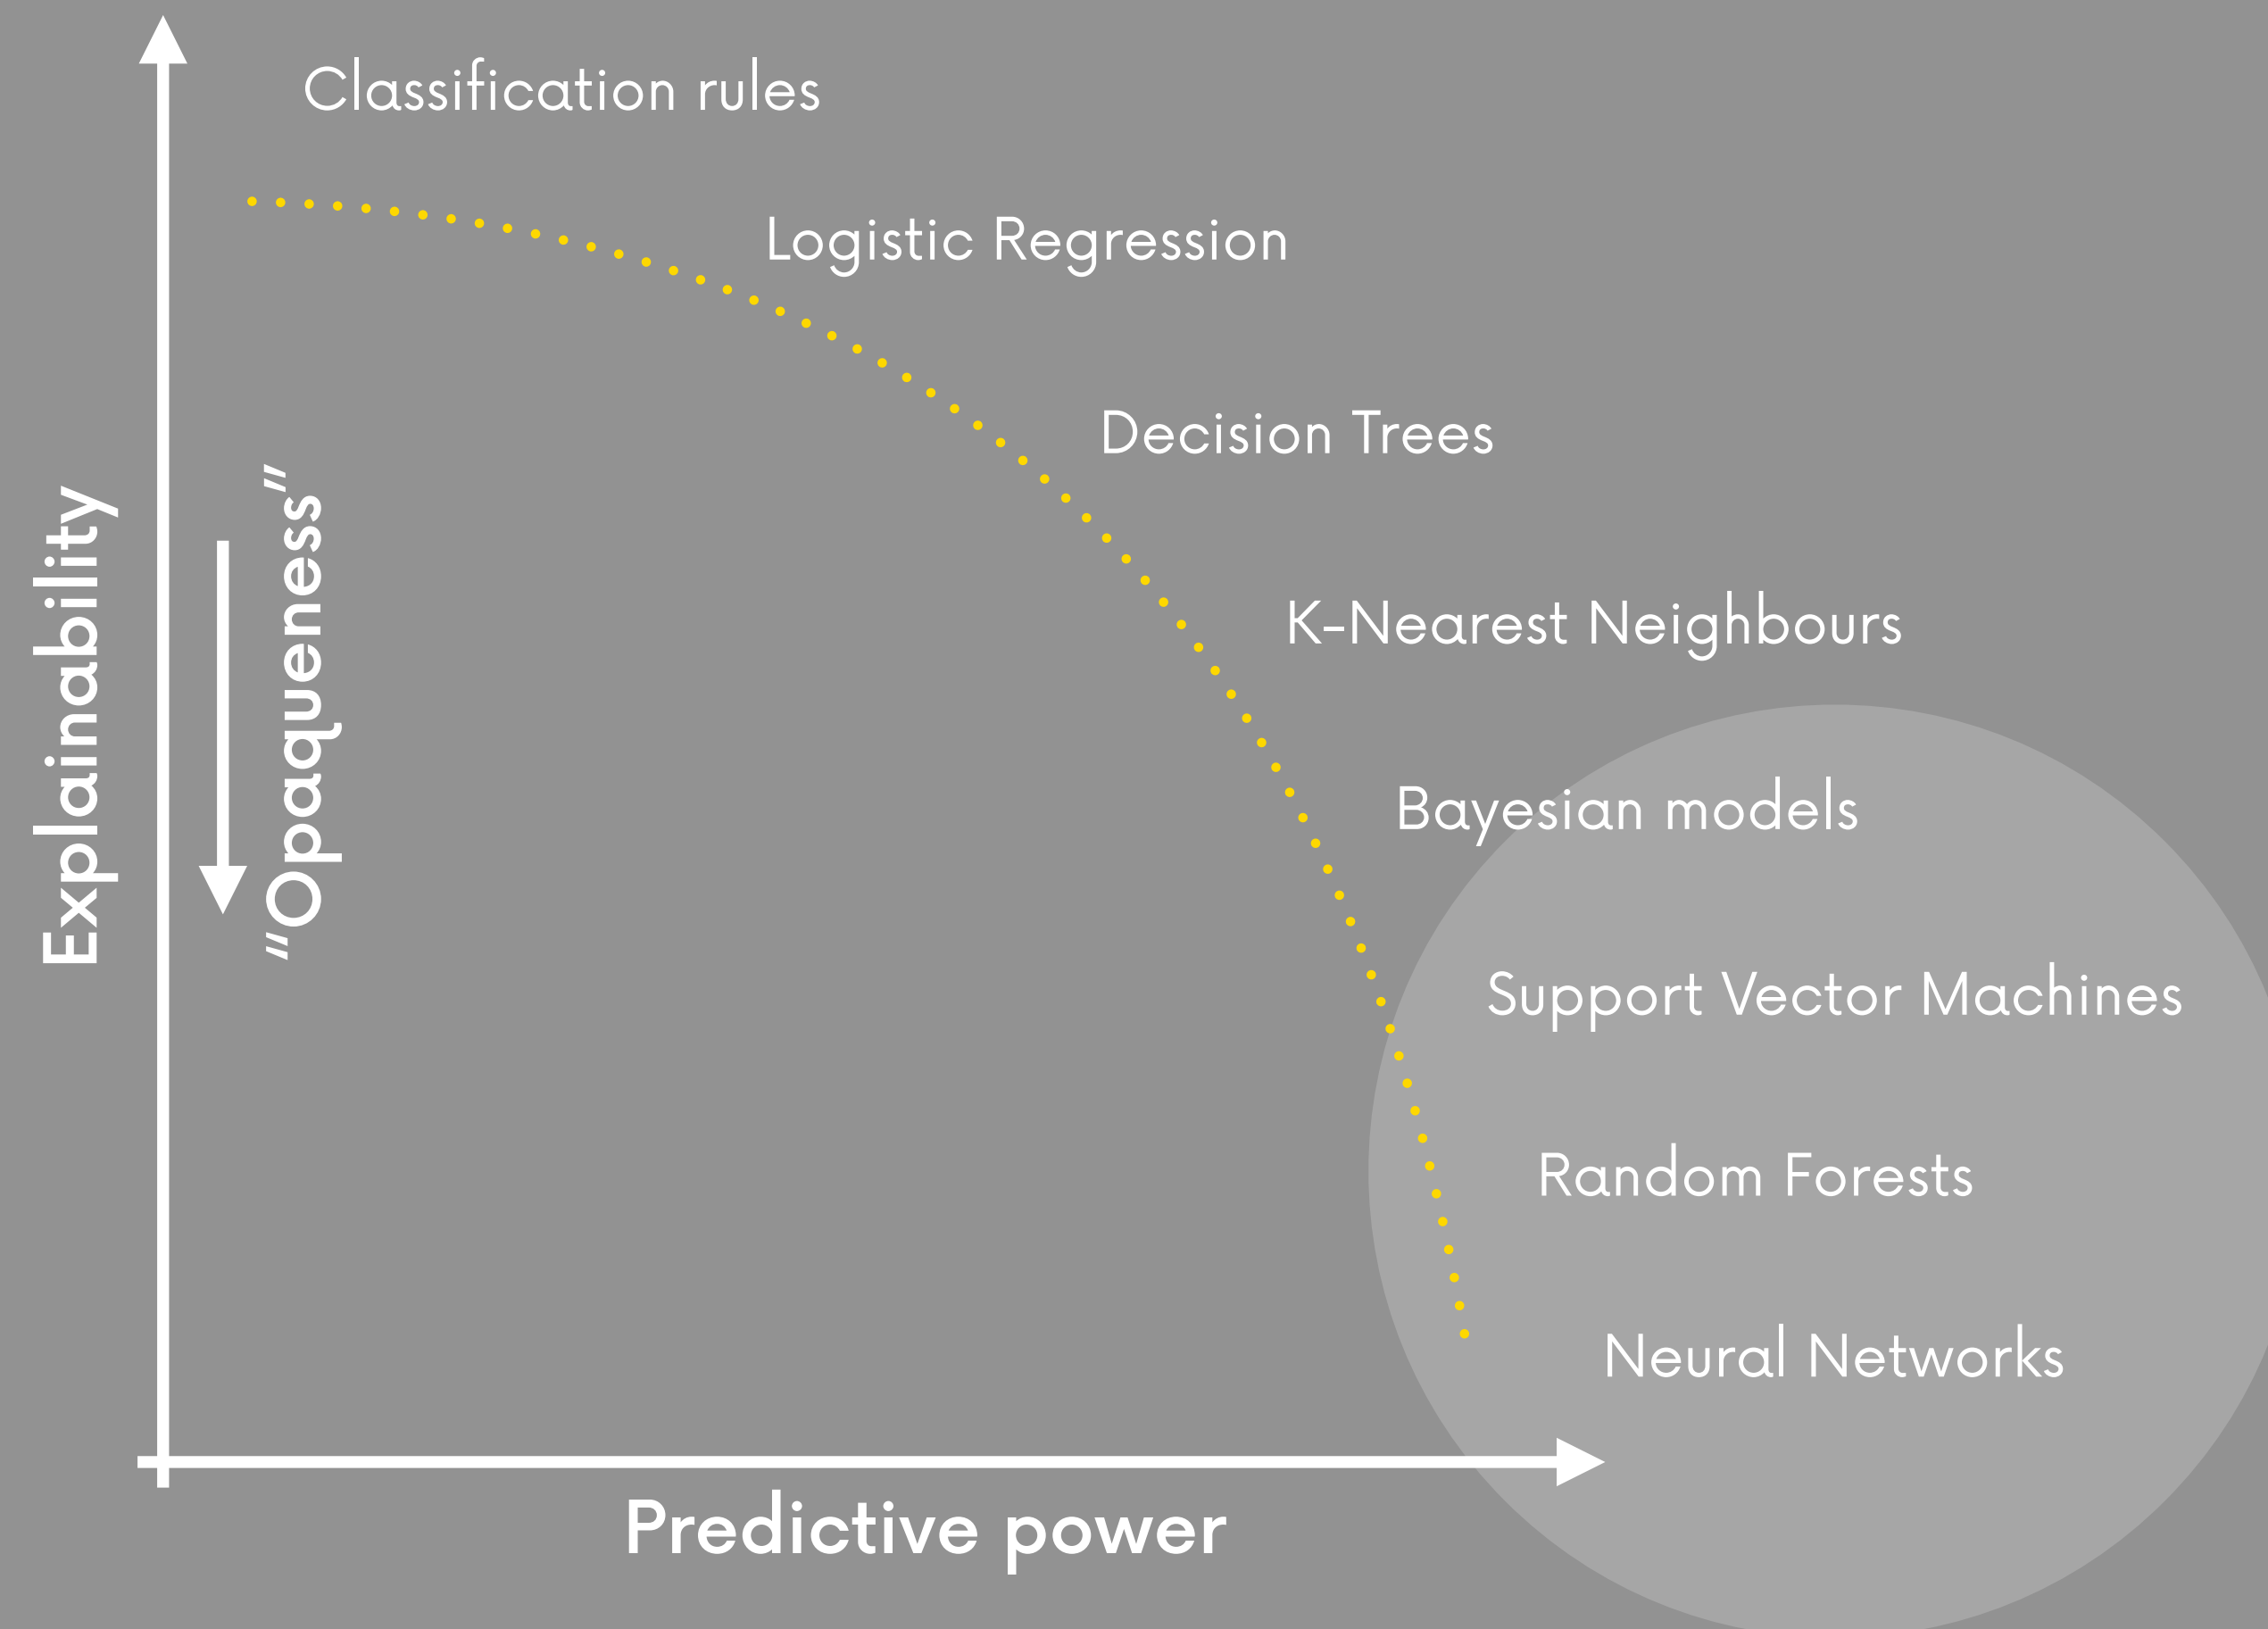 Classification rules
Logistic Regression
Decision Trees
K-Nearest Neighbours
Bayesian models
Support Vector Machines
Random Forests
Neural Networks
Explainability
"Opaqueness"
Predictive power